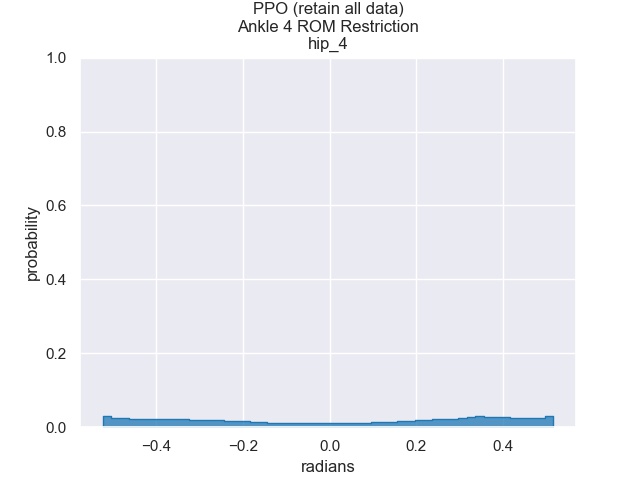 PPO (retain all data)
Ankle 4 ROM Restriction
hip_4
1.0
0.8
0.6
0.4
0.2
0.0
probability
−0.4 −0.2 0.0 0.2 0.4
radians